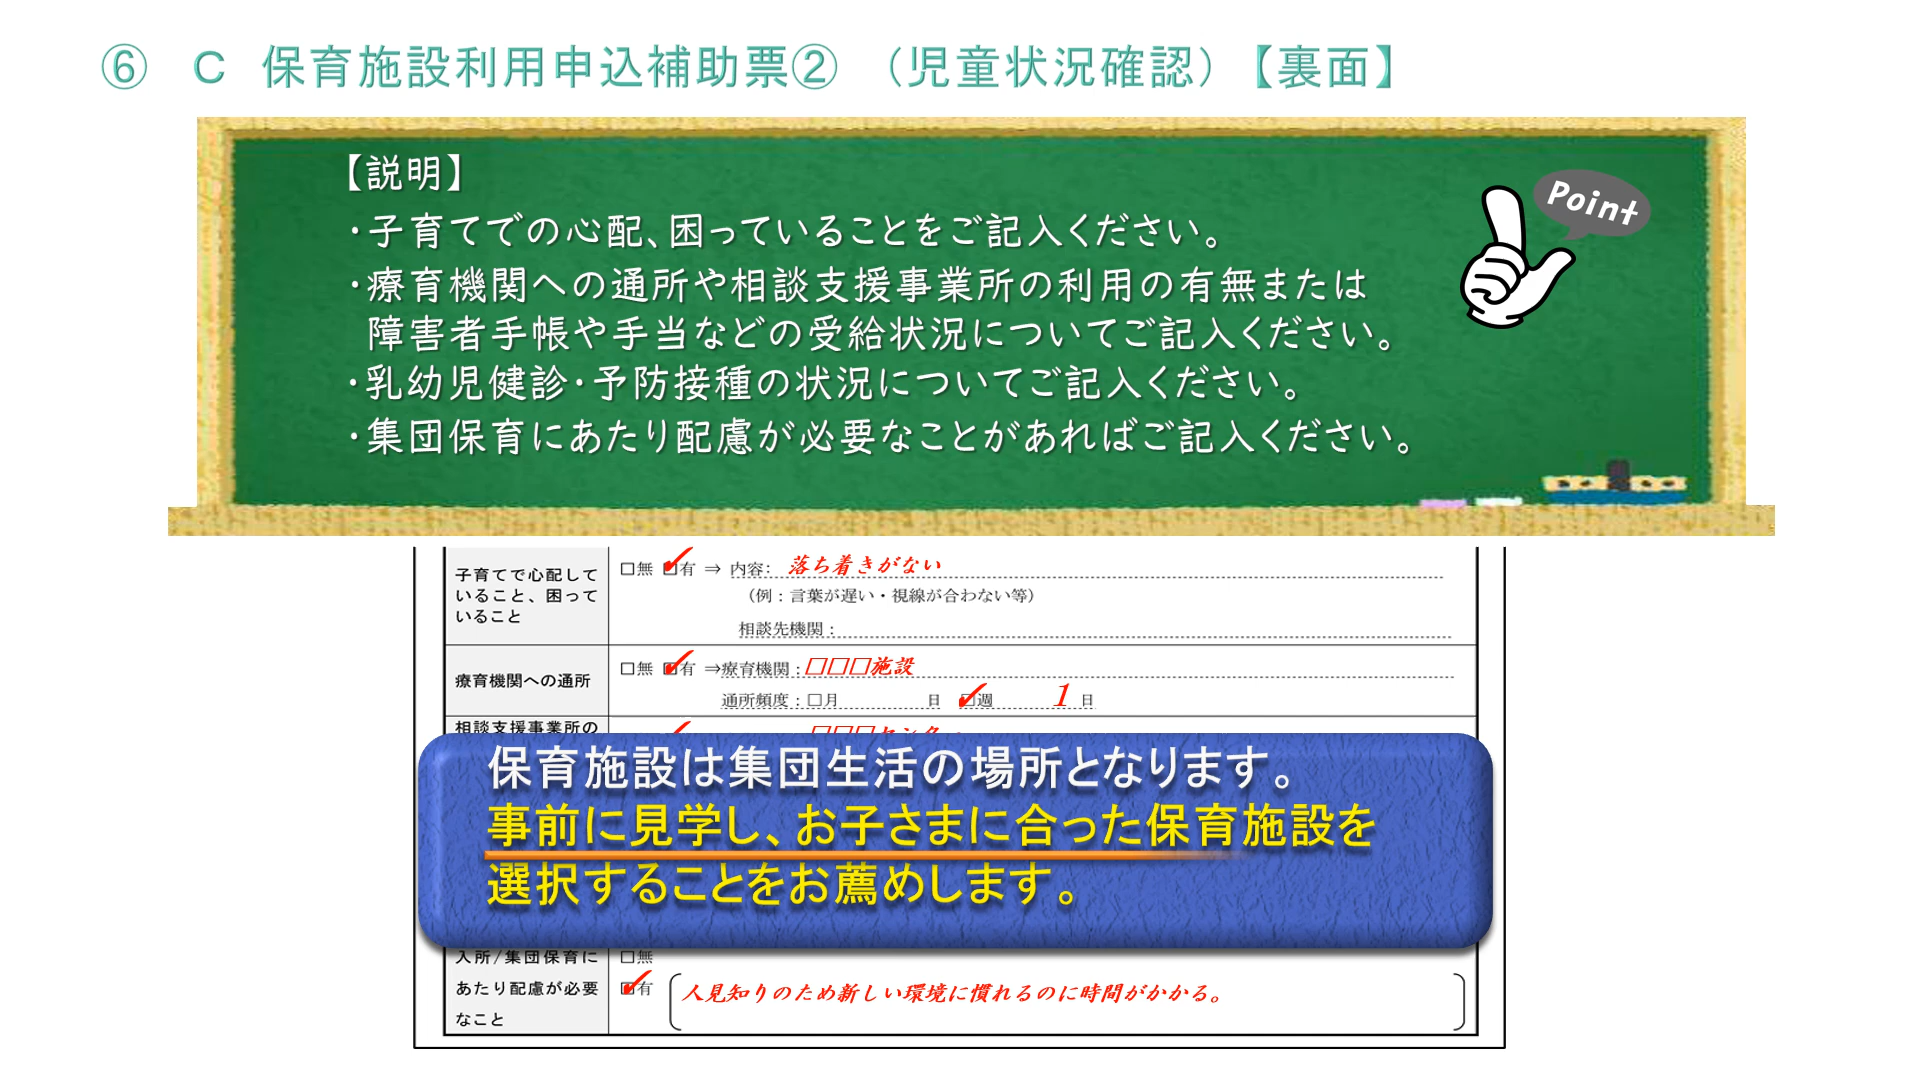 ⑥　C　保育施設利用申込補助票②　（児童状況確認）【裏面】
【説明】
Point
・子育てでの心配、困っていることをご記入ください。
・療育機関への通所や相談支援事業所の利用の有無または
障害者手帳や手当などの受給状況についてご記入ください。
・乳幼児健診・予防接種の状況についてご記入ください。
・集団保育にあたり配慮が必要なことがあればご記入ください。
子育てで心配して
いること、困って
いること
□無 ☑有 ⇒ 内容： 落ち着きがない
（例：言葉が遅い・視線が合わない等）
相談先機関：
療育機関への通所
□無 ☑有 ⇒療育機関：□□□施設
通所頻度：□月　　　日　☑週　1　日
相談支援事業所の
保育施設は集団生活の場所となります。
事前に見学し、お子さまに合った保育施設を
選択することをお薦めします。
入所/集団保育に
あたり配慮が必要
なこと
□無
☑有
人見知りのため新しい環境に慣れるのに時間がかかる。